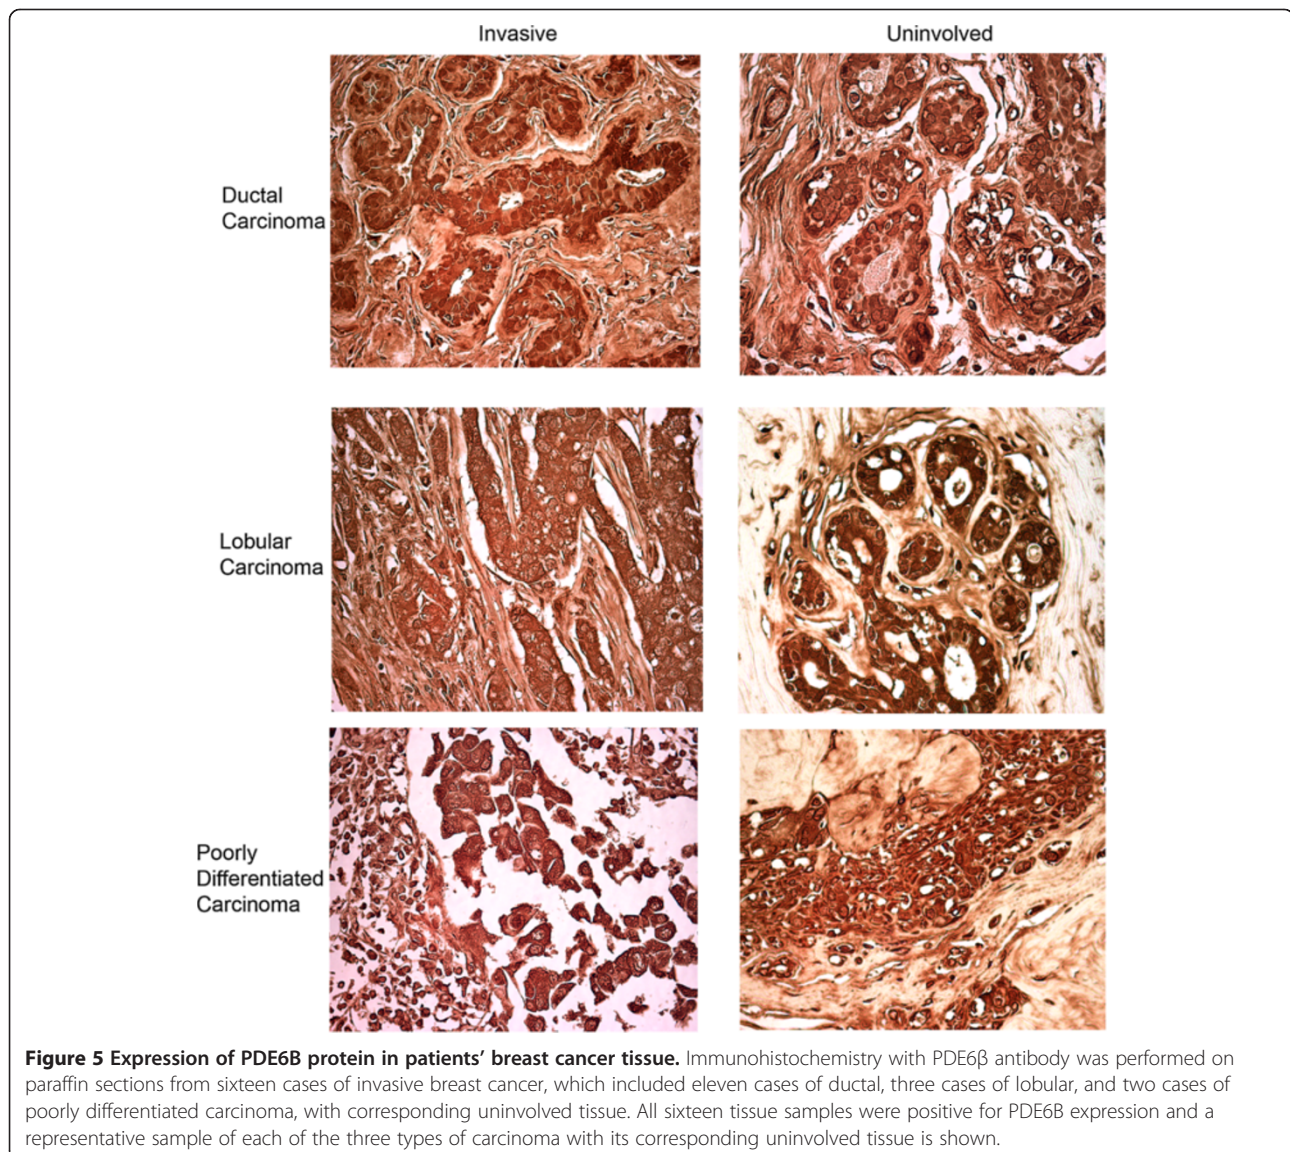 Invasive
Uninvolved
Ductal
Carcinoma
Lobular
Carcinoma
Poorly
Differentiated
Carcinoma
Figure 5 Expression of PDE6B protein in patients’ breast cancer tissue. Immunohistochemistry with PDE6β antibody was performed on
paraffin sections from sixteen cases of invasive breast cancer, which included eleven cases of ductal, three cases of lobular, and two cases of
poorly differentiated carcinoma, with corresponding uninvolved tissue. All sixteen tissue samples were positive for PDE6B expression and a
representative sample of each of the three types of carcinoma with its corresponding uninvolved tissue is shown.